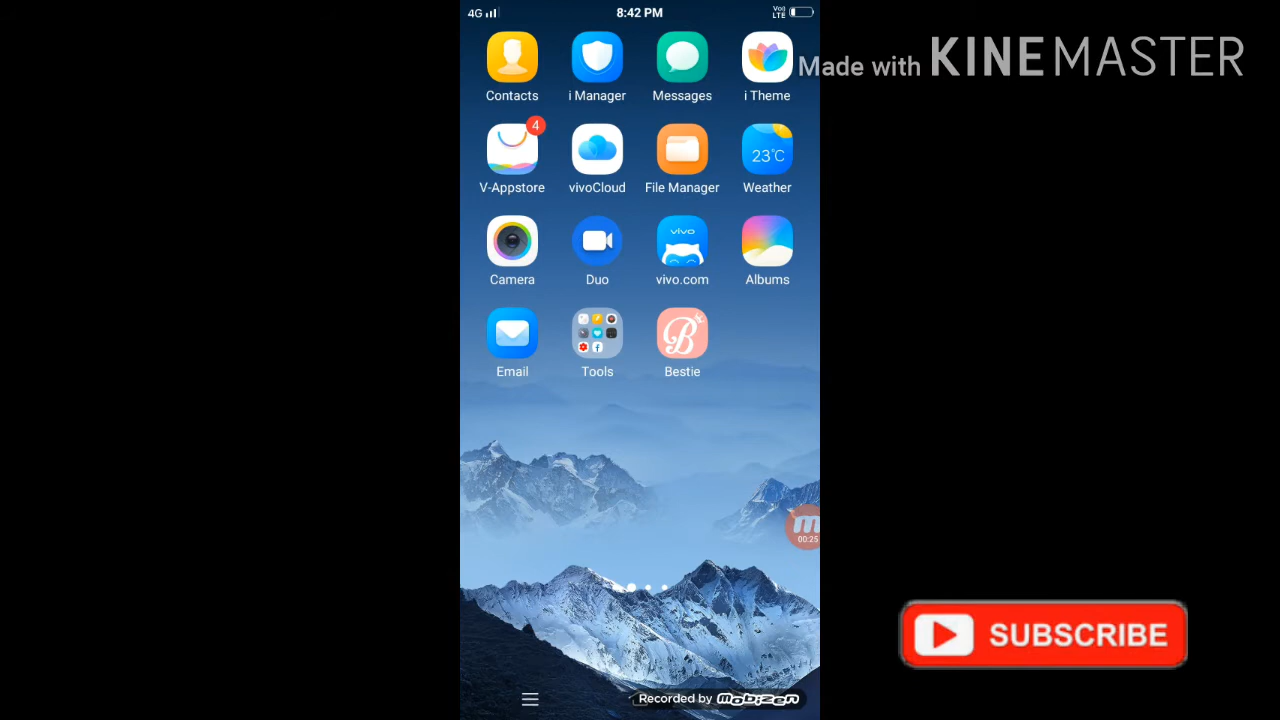 4G 8:42 PM Voo LTE
Made with KINEMASTER
Contacts i Manager Messages i Theme
4
23°C
V-Appstore vivoCloud File Manager Weather
vivo
Camera Duo vivo.com Albums
B
Email Tools Bestie
m
00:25
SUBSCRIBE
Recorded by mobizen